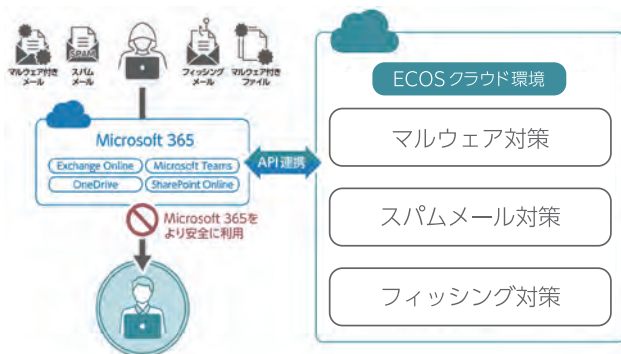 マルウェア付き
メール
スパム
メール
フィッシング
メール
マルウェア付き
ファイル
SPAM
Microsoft 365
Exchange Online
Microsoft Teams
OneDrive
SharePoint Online
API連携
Microsoft 365を
より安全に利用
ECOSクラウド環境
マルウェア対策
スパムメール対策
フィッシング対策